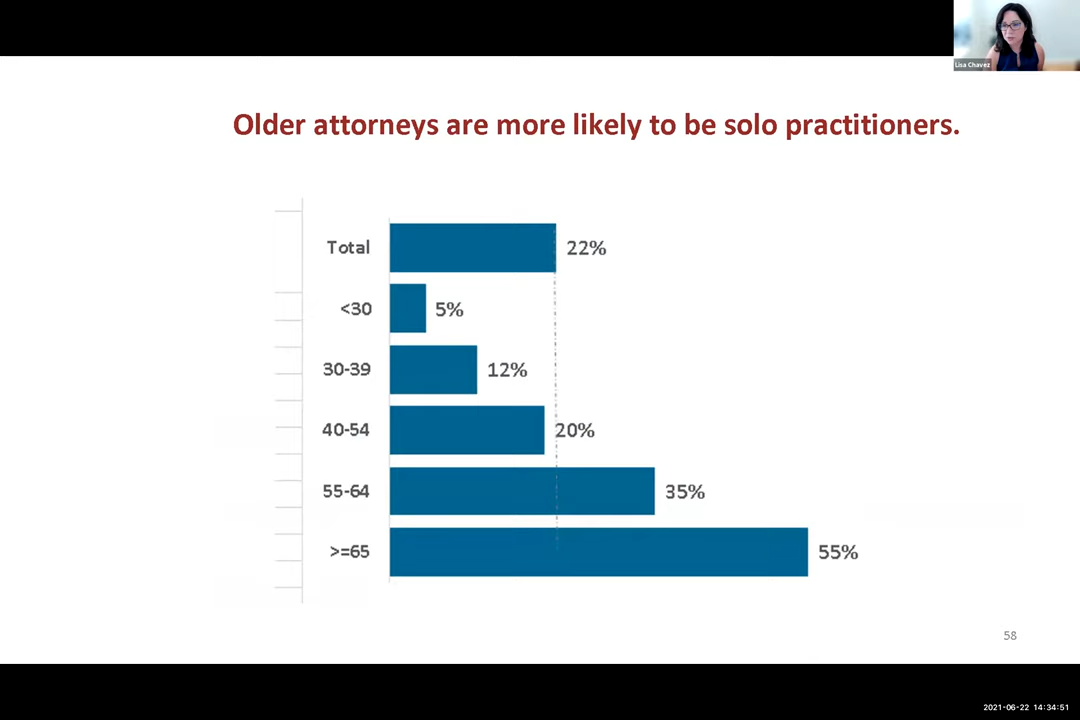 Lisa Chavez
Older attorneys are more likely to be solo practitioners.
Total 22%
<30 5%
30-39 12%
40-54 20%
55-64 35%
>=65 55%
58
2021-06-22 14:34:51